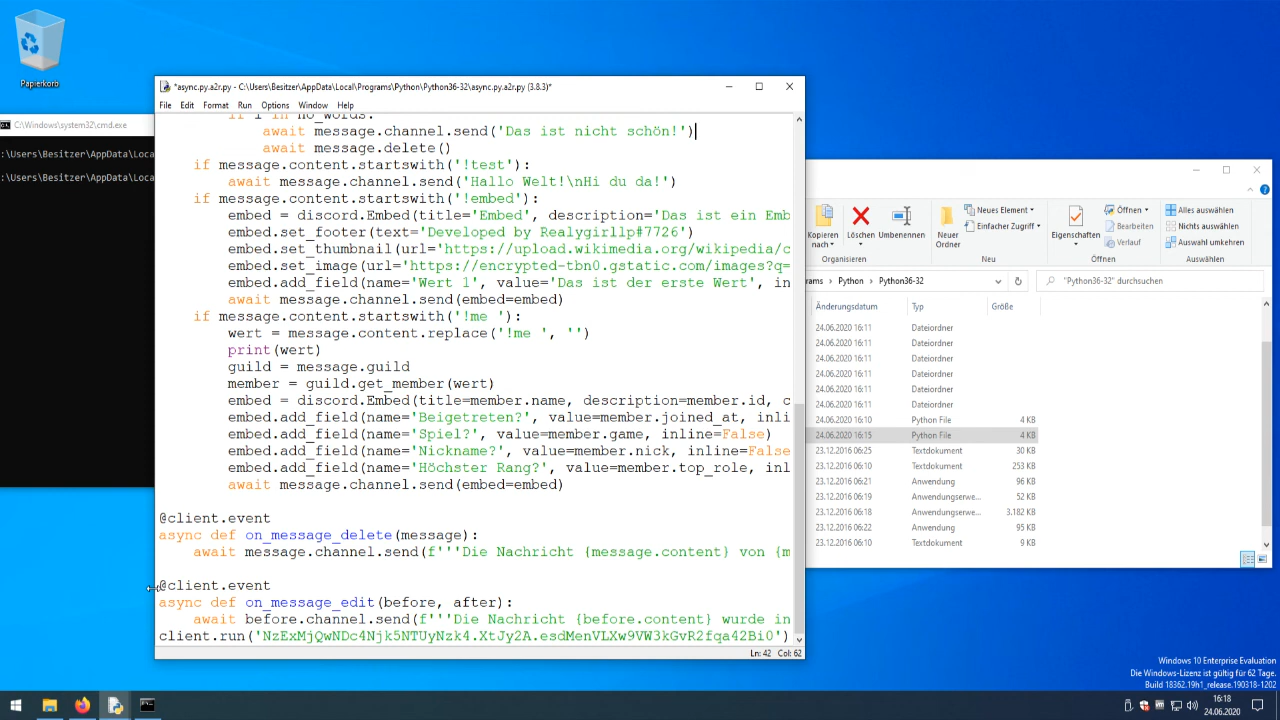 Papierkorb
C:\Windows\system32\cmd.exe
:\Users\Besitzer\AppData\Loca
:\Users\Besitzer\AppData\Loca
*async.py.a2r.py - C:\Users\Besitzer\AppData\Local\Programs\Python\Python36-32\async.py.a2r.py (3.8.3)*
File Edit Format Run Options Window Help
if i in no_words:
await message.channel.send('Das ist nicht schön!')
await message.delete()
if message.content.startswith('!test'):
await message.channel.send('Hallo Welt!\nHi du da!')
if message.content.startswith('!embed'):
embed = discord.Embed(title='Embed', description='Das ist ein Emb
embed.set_footer(text='Developed by Realygirllp#7726')
embed.set_thumbnail(url='https://upload.wikimedia.org/wikipedia/c
embed.set_image(url='https://encrypted-tbn0.gstatic.com/images?q=
embed.add_field(name='Wert 1', value='Das ist der erste Wert', in
await message.channel.send(embed=embed)
if message.content.startswith('!me '):
wert = message.content.replace('!me ', '')
print(wert)
guild = message.guild
member = guild.get_member(wert)
embed = discord.Embed(title=member.name, description=member.id, c
embed.add_field(name='Beigetreten?', value=member.joined_at, inli
embed.add_field(name='Spiel?', value=member.game, inline=False)
embed.add_field(name='Nickname?', value=member.nick, inline=False
embed.add_field(name='Höchster Rang?', value=member.top_role, inl
await message.channel.send(embed=embed)
@client.event
async def on_message_delete(message):
await message.channel.send(f'''Die Nachricht {message.content} von {m
@client.event
async def on_message_edit(before, after):
await before.channel.send(f'''Die Nachricht {before.content} wurde in
client.run('NzExMjQwNDc4Njk5NTUyNzk4.XtJy2A.esdMenVLXw9VW3kGvR2fqa42Bi0')
Ln: 42 Col: 62
Kopieren nach
Löschen
Umbenennen
Organisieren
Neuer Ordner
Neues Element
Einfacher Zugriff
Neu
Eigenschaften
Öffnen
Bearbeiten
Verlauf
Öffnen
Alles auswählen
Nichts auswählen
Auswahl umkehren
Auswählen
rams > Python > Python36-32
"Python36-32" durchsuchen
Änderungsdatum Typ Größe
24.06.2020 16:11 Dateiordner
24.06.2020 16:11 Dateiordner
24.06.2020 16:11 Dateiordner
24.06.2020 16:11 Dateiordner
24.06.2020 16:11 Dateiordner
24.06.2020 16:11 Dateiordner
24.06.2020 16:10 Python File 4 KB
24.06.2020 16:15 Python File 4 KB
23.12.2016 06:25 Textdokument 30 KB
23.12.2016 06:10 Textdokument 253 KB
23.12.2016 06:21 Anwendung 96 KB
23.12.2016 06:19 Anwendungserwe... 52 KB
23.12.2016 06:18 Anwendungserwe... 3.182 KB
23.12.2016 06:22 Anwendung 95 KB
23.12.2016 06:10 Textdokument 9 KB
Windows 10 Enterprise Evaluation
Die Windows-Lizenz ist gültig für 62 Tage.
Build 18362.19h1_release.190318-1202
16:18
24.06.2020